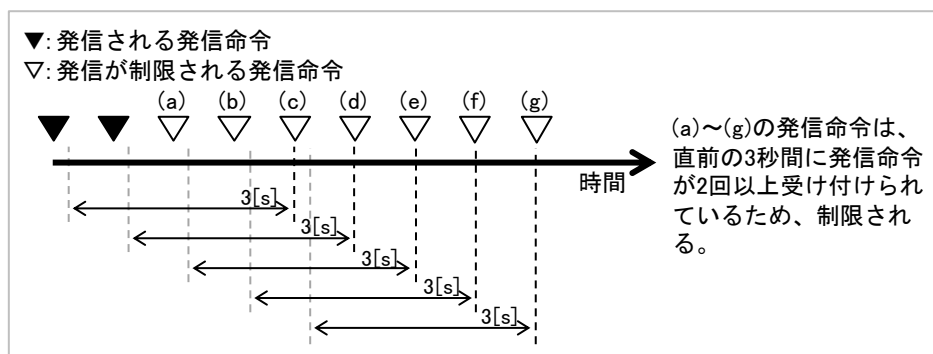 ▼: 発信される発信命令
▽: 発信が制限される発信命令
(a) (b) (c) (d) (e) (f) (g)
(a)～(g)の発信命令は、
直前の3秒間に発信命令
が2回以上受け付けられ
ているため、制限され
る。
時間
3[s]
3[s]
3[s]
3[s]
3[s]